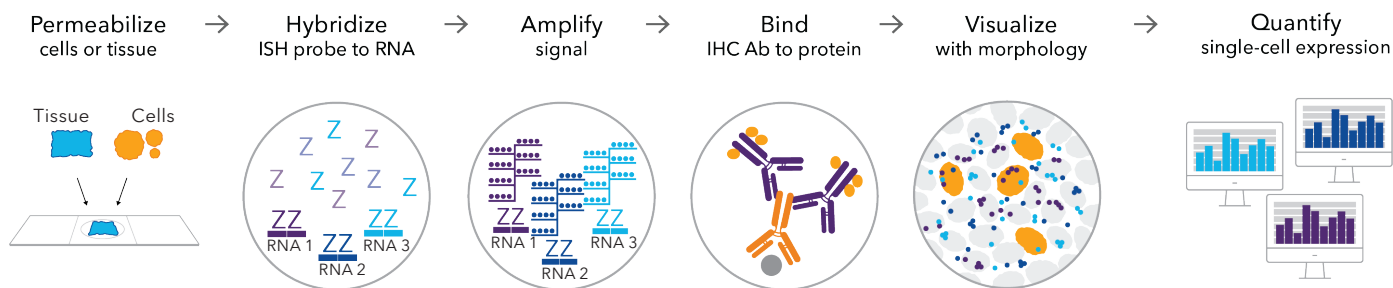 Permeabilize
cells or tissue
Hybridize
ISH probe to RNA
Amplify
signal
Bind
IHC Ab to protein
Visualize
with morphology
Quantify
single-cell expression
Tissue
Cells
Z
Z
Z
Z
Z
Z
Z
Z
Z
ZZ
RNA 1
ZZ
RNA 2
ZZ
RNA 3
ZZ
RNA 1
ZZ
RNA 2
ZZ
RNA 3